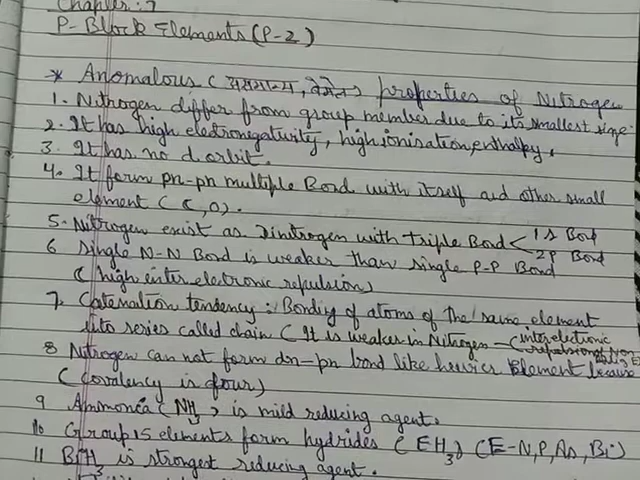 Chapter: 7
P-Block Elements (P-2)
* Anomalous (असामान्य, बेमेल) properties of Nitrogen
1. Nitrogen differ from group member due to its smallest size
2. It has high electronegativity, high ionisation, enthalpy,
3. It has no d orbit.
4. It form pπ-pπ multiple Bond with itself and other small
element (C, O).
5. Nitrogen exist as Dinitrogen with triple Bond < 1 s Bond
2P Bond
6 Single N-N Bond is weaker than single P-P Bond
( high inter electronic repulsion)
7. Catenation tendency :. Bonding of atoms of the same element
into series called chain ( It is weaker in Nitrogen - (interelectronic
8 Nitrogen can not form dπ-pπ bond like Element because
(covalency is four)
9 Ammonca (NH3) is mild reducing agent.
10 Group 15 elements form hydrides (EH3) (E-N,P,As,Bi)
11 BiH3 is strongest reducing agent.